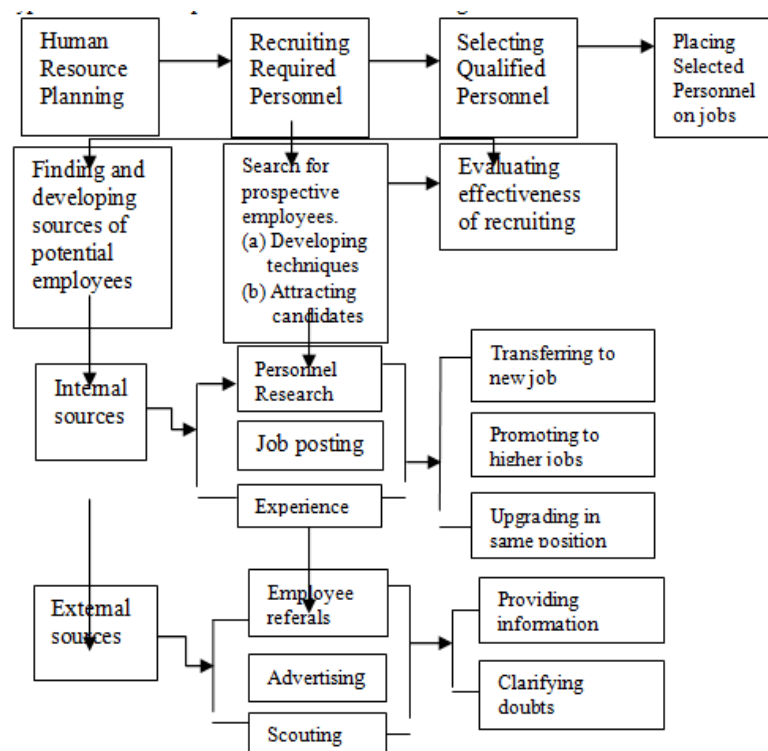 Human
Resource
Planning
Recruiting
Required
Personnel
Selecting
Qualified
Personnel
Placing
Selected
Personnel
on jobs
Finding and
developing
sources of
potential
employees
Search for
prospective
employees.
(a) Developing
techniques
(b) Attracting
candidates
Evaluating
effectiveness
of recruiting
Internal
sources
Personnel
Research
Job posting
Experience
Transferring to
new job
Promoting to
higher jobs
Upgrading in
same position
External
sources
Employee
referals
Advertising
Scouting
Providing
information
Clarifying
doubts